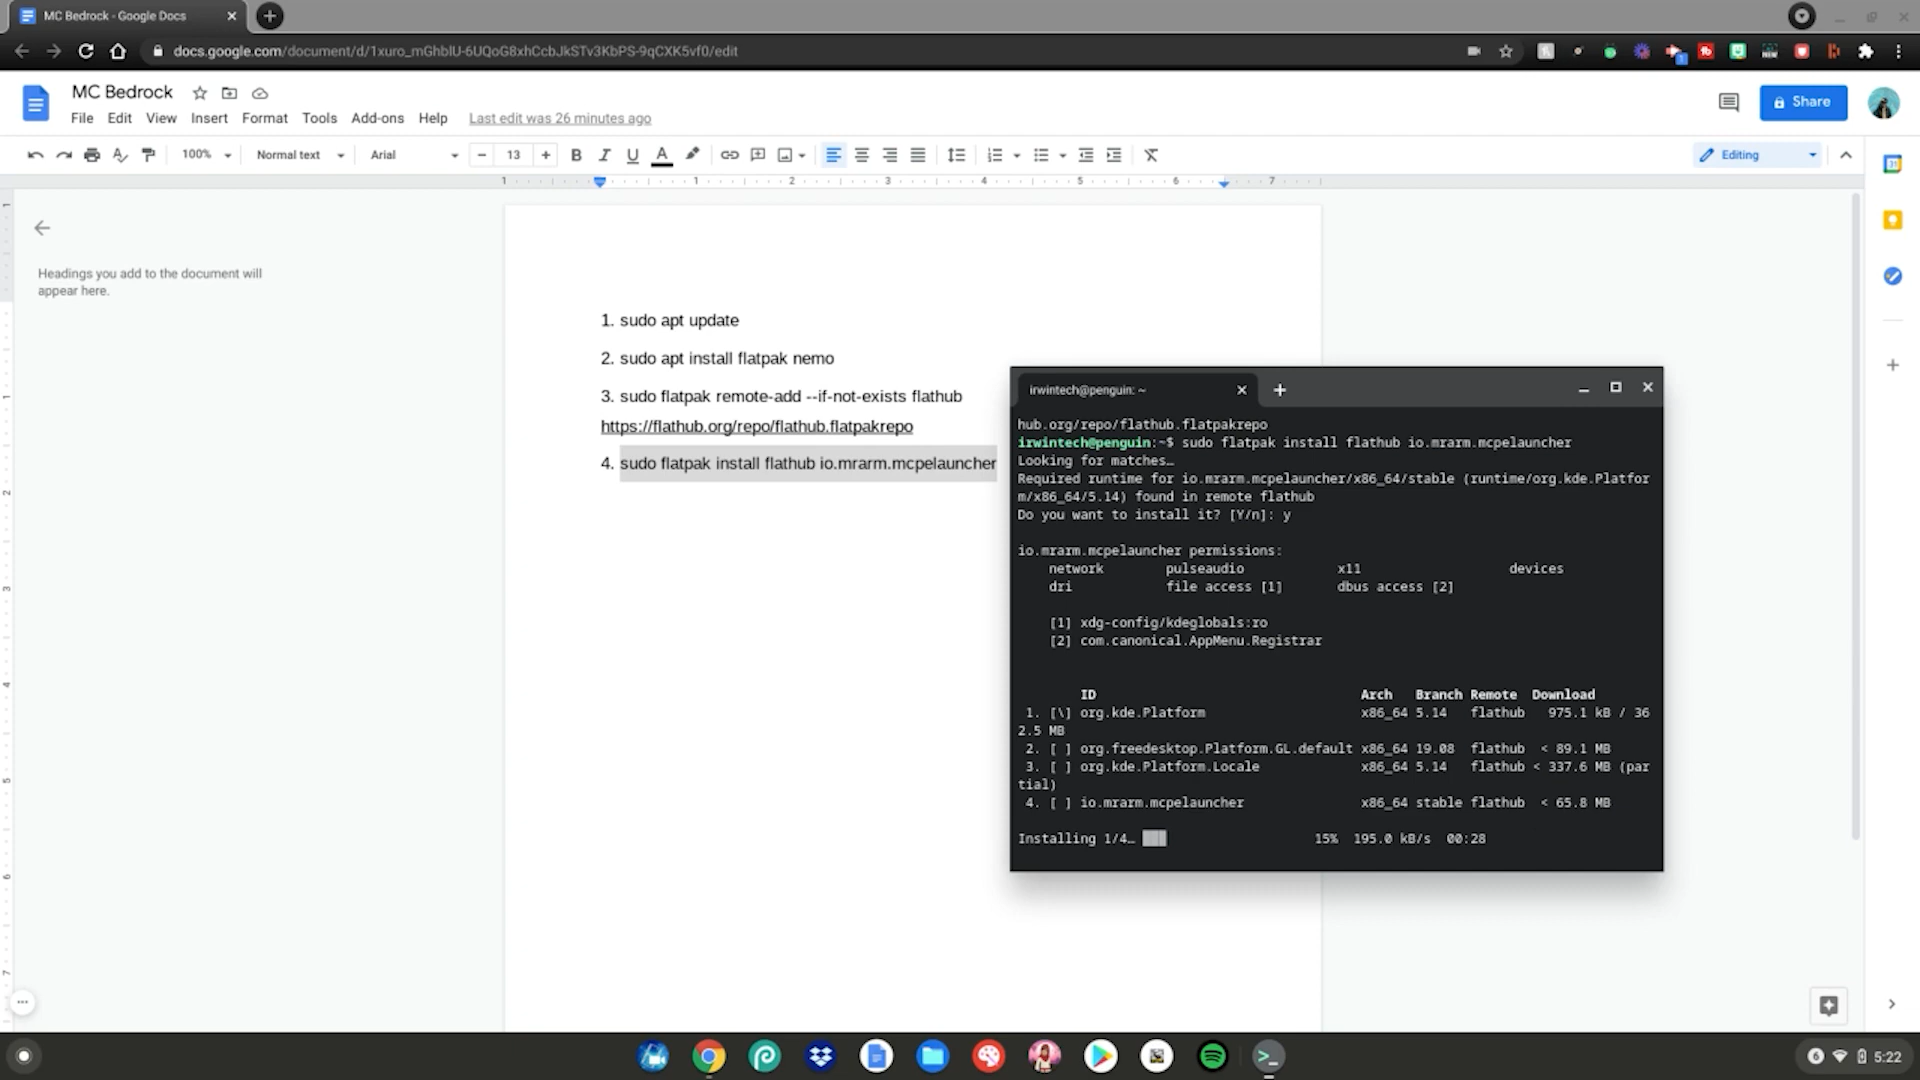 MC Bedrock - Google Docs
docs.google.com/document/d/1xuro_mGhblU-6UQoG8xhCcbJkSTv3KbPS-9qCXK5vf0/edit
MC Bedrock
Share
File Edit View Insert Format Tools Add-ons Help Last edit was 26 minutes ago
100% Normal text Arial 13 Editing
1 1 2 3 4 5 6 7
Headings you add to the document will
appear here.
1. sudo apt update
2. sudo apt install flatpak nemo
3. sudo flatpak remote-add --if-not-exists flathub
https://flathub.org/repo/flathub.flatpakrepo
4. sudo flatpak install flathub io.mrarm.mcpelauncher
irwintech@penguin: ~
hub.org/repo/flathub.flatpakrepo
irwintech@penguin:~$ sudo flatpak install flathub io.mrarm.mcpelauncher
Looking for matches…
Required runtime for io.mrarm.mcpelauncher/x86_64/stable (runtime/org.kde.Platfor
m/x86_64/5.14) found in remote flathub
Do you want to install it? [Y/n]: y
io.mrarm.mcpelauncher permissions:
network pulseaudio x11 devices
dri file access [1] dbus access [2]
[1] xdg-config/kdeglobals:ro
[2] com.canonical.AppMenu.Registrar
ID Arch Branch Remote Download
1. [\] org.kde.Platform x86_64 5.14 flathub 975.1 kB / 36
2.5 MB
2. [ ] org.freedesktop.Platform.GL.default x86_64 19.08 flathub < 89.1 MB
3. [ ] org.kde.Platform.Locale x86_64 5.14 flathub < 337.6 MB (par
tial)
4. [ ] io.mrarm.mcpelauncher x86_64 stable flathub < 65.8 MB
Installing 1/4… 15% 195.0 kB/s 00:28
6 5:22